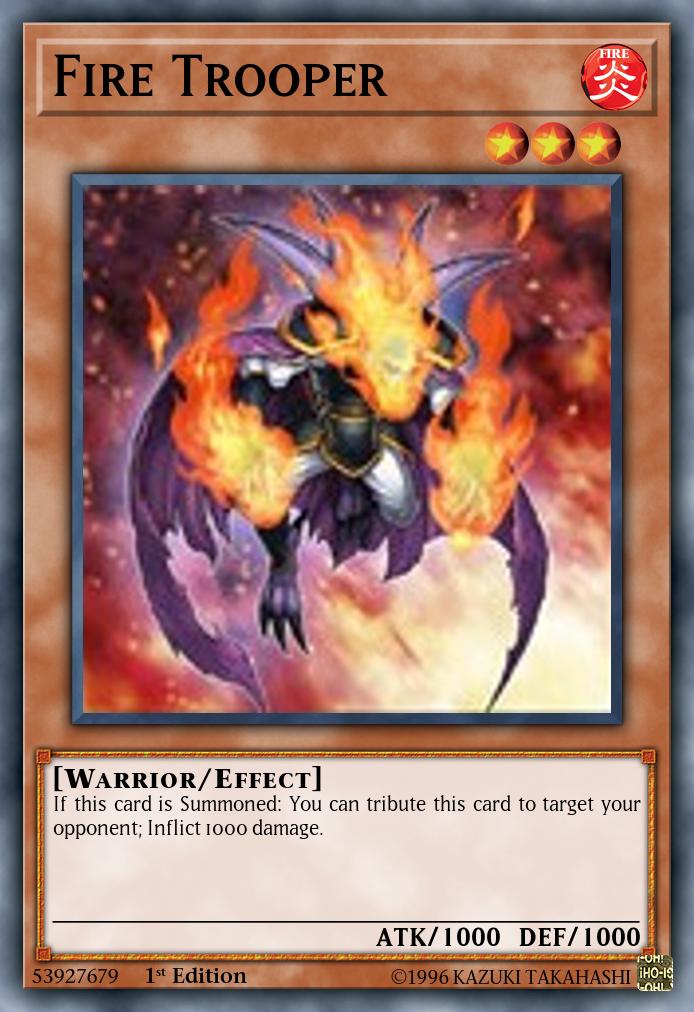 FIRE TROOPER
FIRE
炎
[WARRIOR/EFFECT]
If this card is Summoned: You can tribute this card to target your
opponent; Inflict 1000 damage.
ATK/1000 DEF/1000
53927679 1st Edition ©1996 KAZUKI TAKAHASHI